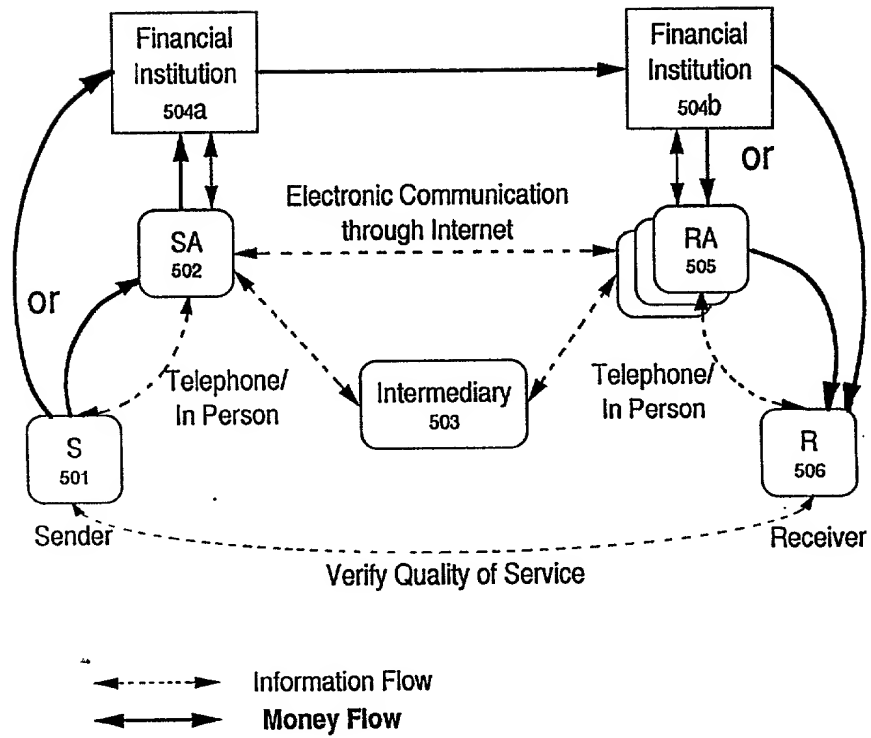 Financial
Institution
504a
Financial
Institution
504b
or
Electronic Communication
through Internet
SA
502
RA
505
or
Telephone/
In Person
Intermediary
503
Telephone/
In Person
S
501
R
506
Sender
Receiver
Verify Quality of Service
Information Flow
Money Flow